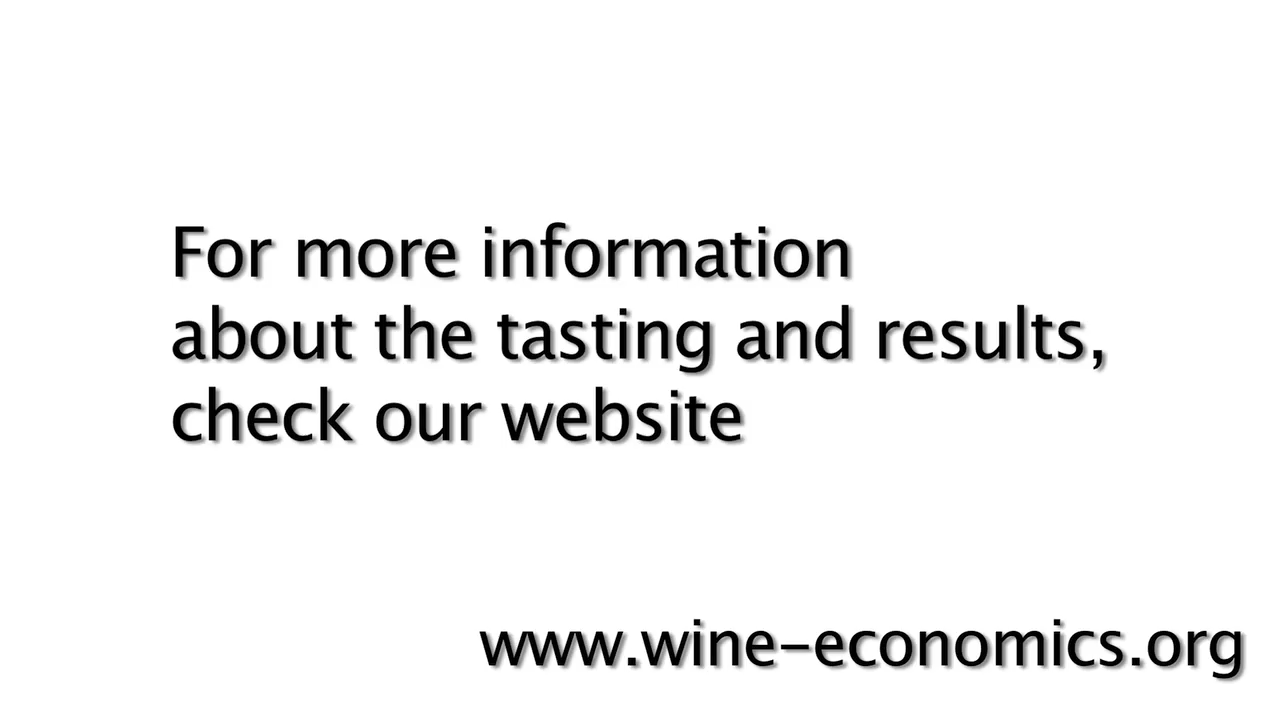 For more information
about the tasting and results,
check our website
www.wine-economics.org